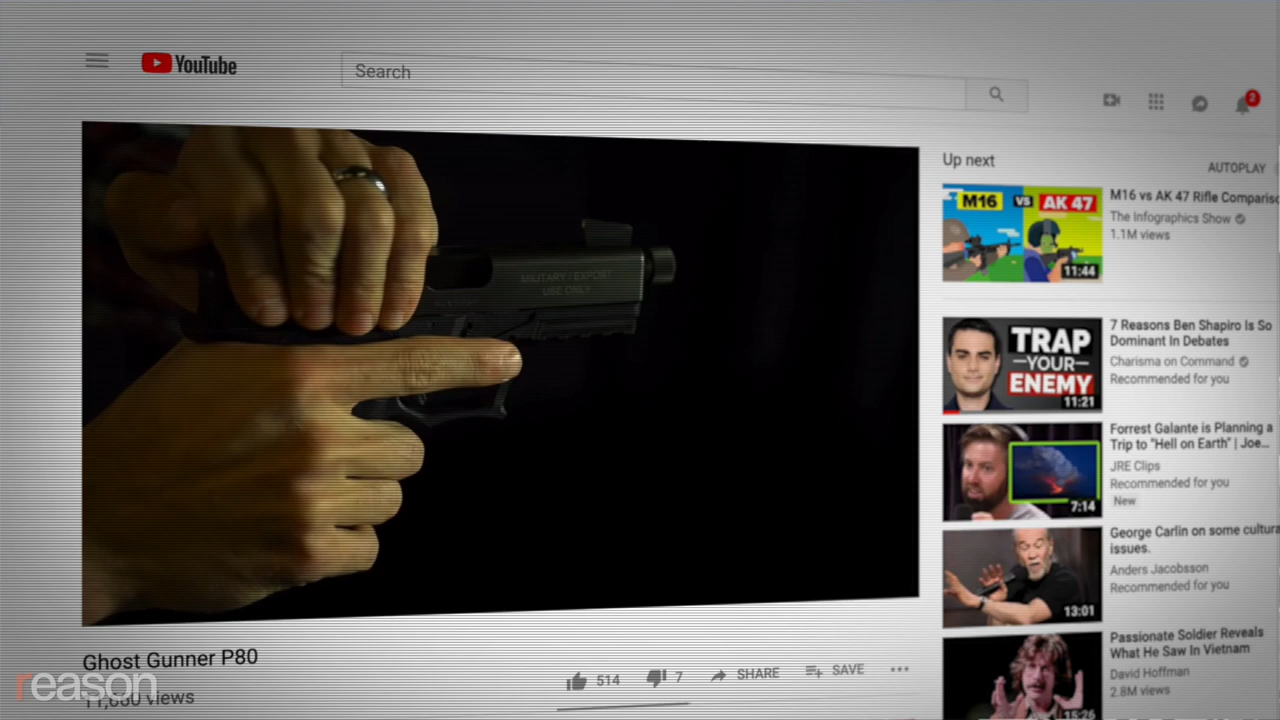 YouTube
Search
2
MILITARY / EXPORT
USE ONLY
Up next
AUTOPLAY
M16 VS AK 47
11:44
M16 vs AK 47 Rifle Compariso
The Infographics Show
1.1M views
TRAP
YOUR
ENEMY
11:21
7 Reasons Ben Shapiro Is So
Dominant In Debates
Charisma on Command
Recommended for you
7:14
Forrest Galante is Planning a
Trip to "Hell on Earth" | Joe...
JRE Clips
Recommended for you
New
13:01
George Carlin on some cultura
issues.
Anders Jacobsson
Recommended for you
15:26
Passionate Soldier Reveals
What He Saw In Vietnam
David Hoffman
2.8M views
Ghost Gunner P80
views
514
7
SHARE
SAVE
reason